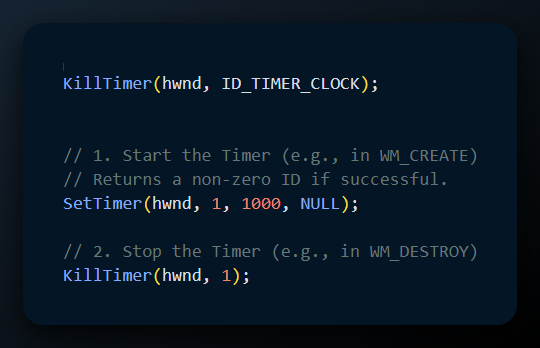 KillTimer(hwnd, ID_TIMER_CLOCK);
// 1. Start the Timer (e.g., in WM_CREATE)
// Returns a non-zero ID if successful.
SetTimer(hwnd, 1, 1000, NULL);
// 2. Stop the Timer (e.g., in WM_DESTROY)
KillTimer(hwnd, 1);